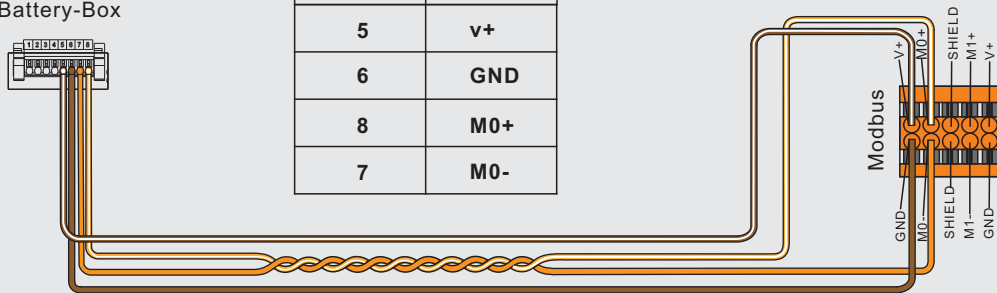 Battery-Box
1 2 3 4 5 6 7 8
5 v+
6 GND
8 M0+
7 M0-
Modbus
V+
M0+
SHIELD
M1+
V+
GND
M0-
SHIELD
M1-
GND